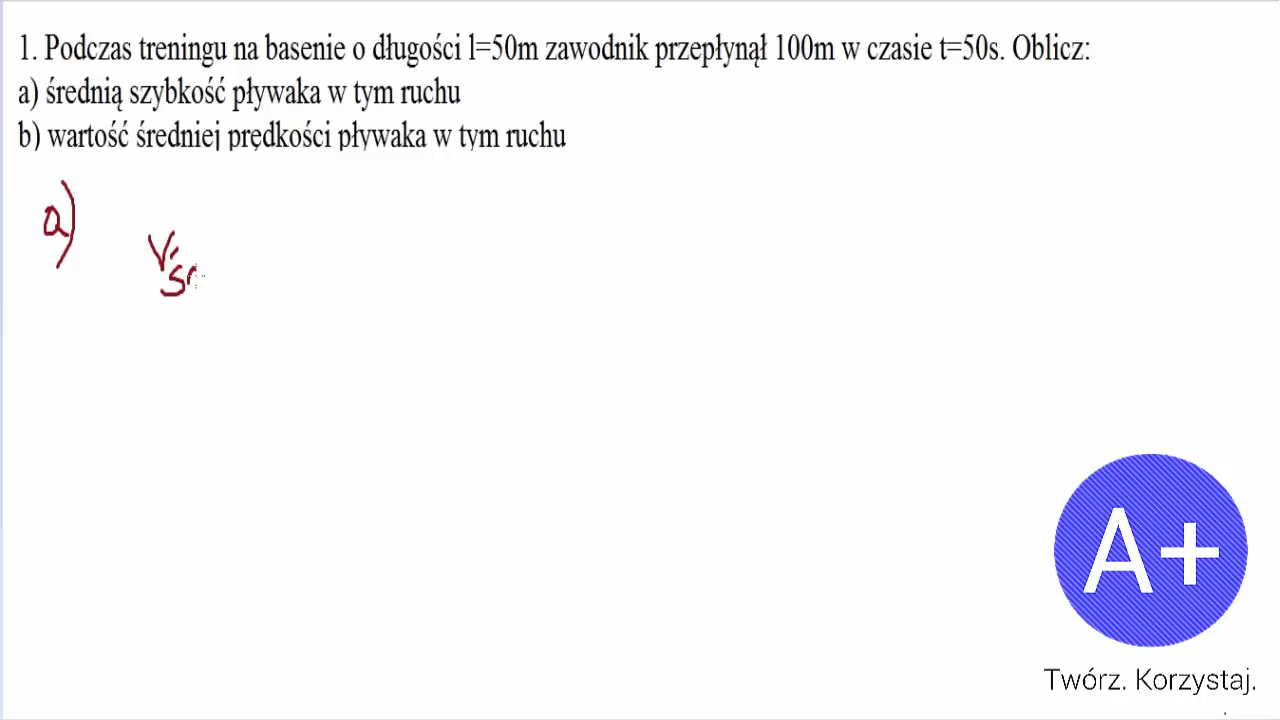 1. Podczas treningu na basenie o długości l=50m zawodnik przepłynął 100m w czasie t=50s. Oblicz:
a) średnią szybkość pływaka w tym ruchu
b) wartość średniej prędkości pływaka w tym ruchu
a)
Vśr
A+
Twórz. Korzystaj.